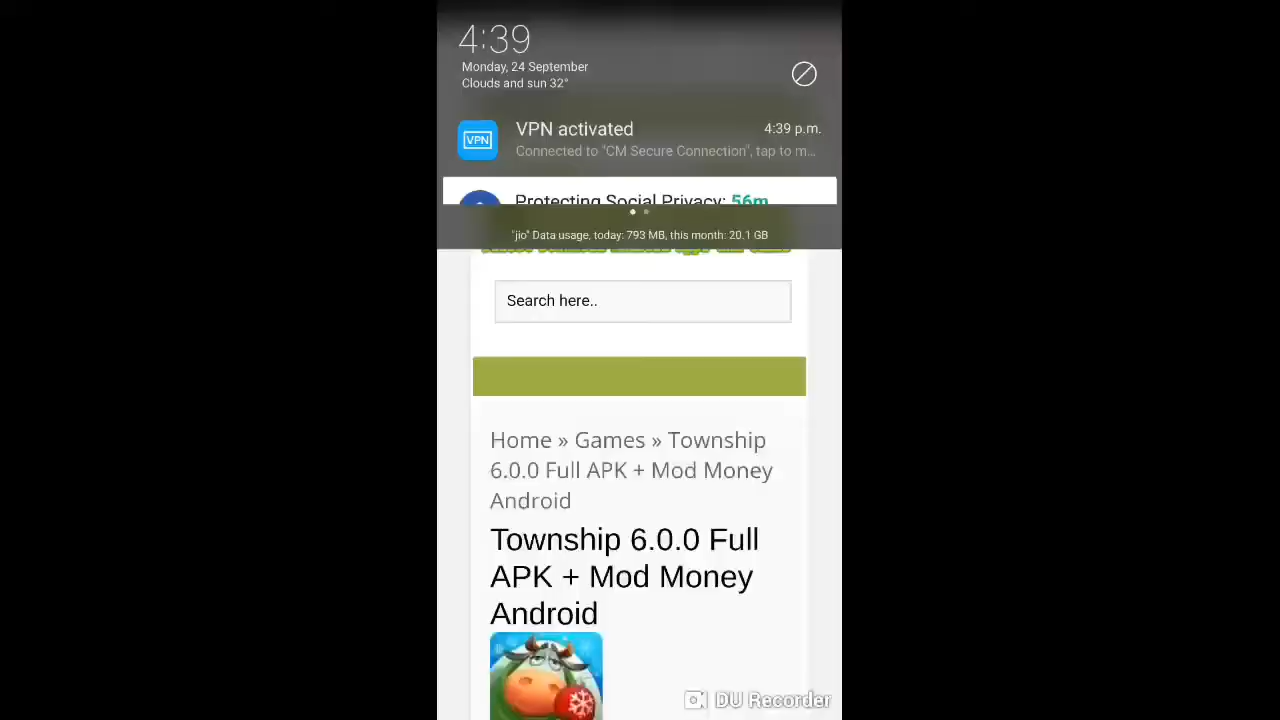 4:39
Monday, 24 September
Clouds and sun 32°
VPN
VPN activated
4:39 p.m.
Connected to "CM Secure Connection", tap to m...
Protecting Social Privacy: 56m
"jio" Data usage, today: 793 MB, this month: 20.1 GB
Search here..
Home » Games » Township
6.0.0 Full APK + Mod Money
Android
Township 6.0.0 Full
APK + Mod Money
Android
DU Recorder